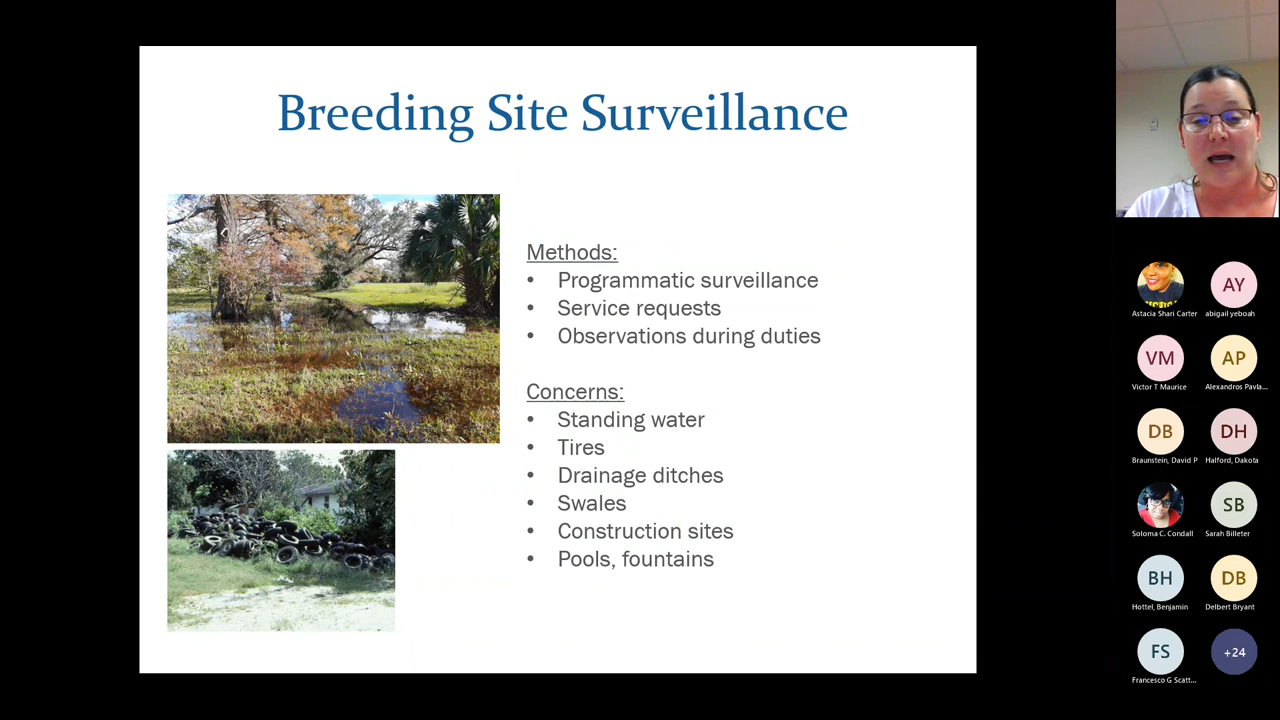 Breeding Site Surveillance
Methods:
• Programmatic surveillance
• Service requests
• Observations during duties
Concerns:
• Standing water
• Tires
• Drainage ditches
• Swales
• Construction sites
• Pools, fountains
Astacia Shari Carter
AY
abigail yeboah
VM
Victor T Maurice
AP
Alexandros Pavla...
DB
Braunstein, David P
DH
Halford, Dakota
Soloma C. Condall
SB
Sarah Billeter
BH
Hottel, Benjamin
DB
Delbert Bryant
FS
Francesco G Scatt...
+24